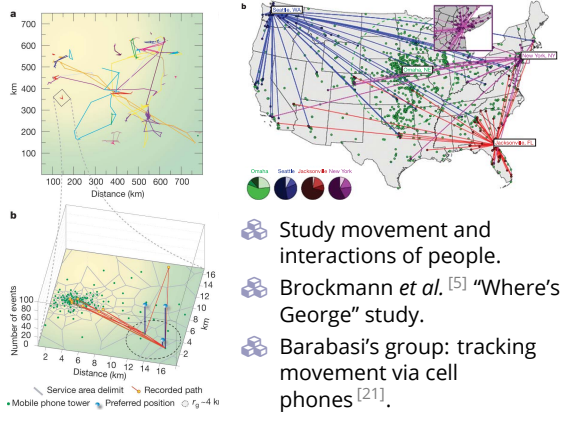 a
700
600
500
400
300
200
100
km
100 200 300 400 500 600 700
Distance (km)
b
Number of events
100
80
60
40
20
0
2 4 6 8 10 12 14 16
Distance (km)
16
14
12
10
8
6
4
2
km
Service area delimit Recorded path
Mobile phone tower Preferred position rg ~4 k
b
Seattle, WA
Omaha, NE
New York, NY
Jacksonville, FL
Omaha Seattle Jacksonville New York
Study movement and
interactions of people.
Brockmann et al. [5] “Where’s
George” study.
Barabasi’s group: tracking
movement via cell
phones [21].